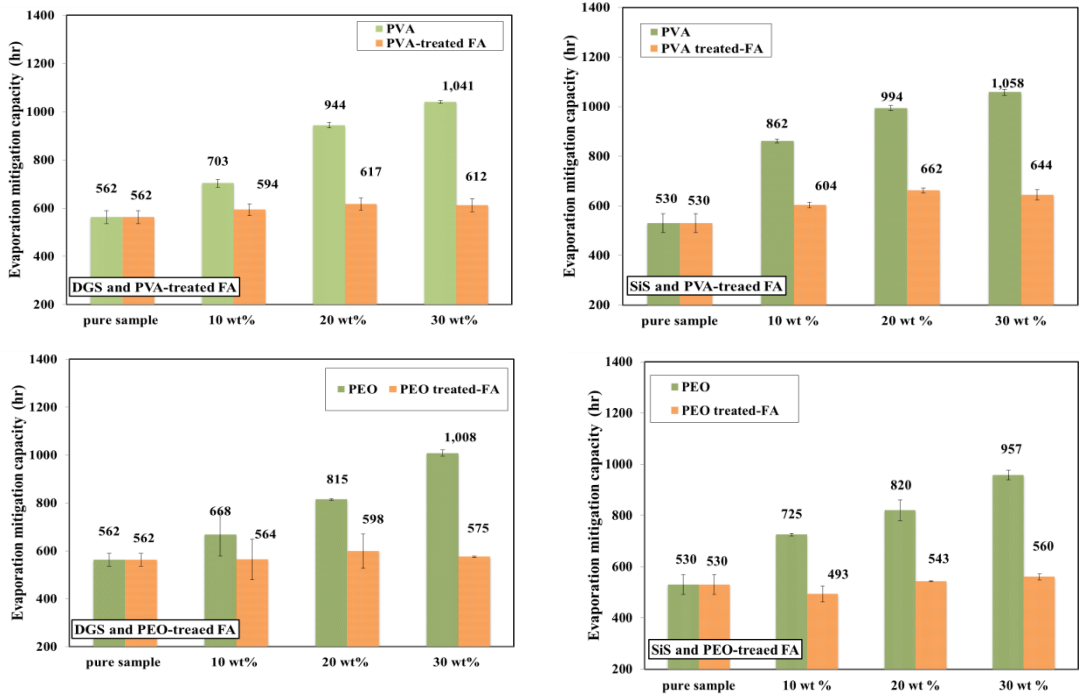 Evaporation mitigation capacity (hr)
1400
1200
1000
800
600
400
200
PVA
PVA-treated FA
562 562
703 594
944 617
1,041 612
DGS and PVA-treated FA
pure sample 10 wt% 20 wt% 30 wt%
Evaporation mitigation capacity (hr)
1400
1200
1000
800
600
400
200
PVA
PVA treated-FA
530 530
862 604
994 662
1,058 644
SiS and PVA-treaed FA
pure sample 10 wt % 20 wt % 30 wt %
Evaporation mitigation capacity (hr)
1400
1200
1000
800
600
400
200
PEO PEO treated-FA
562 562
668 564
815 598
1,008 575
DGS and PEO-treaed FA
pure sample 10 wt% 20 wt% 30 wt%
Evaporation mitigation capacity (hr)
1400
1200
1000
800
600
400
200
PEO
PEO treated-FA
530 530
725 493
820 543
957 560
SiS and PEO-treaed FA
pure sample 10 wt % 20 wt % 30 wt %